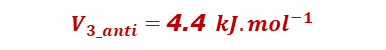 V₃_anti = 4.4 kJ.mol⁻¹